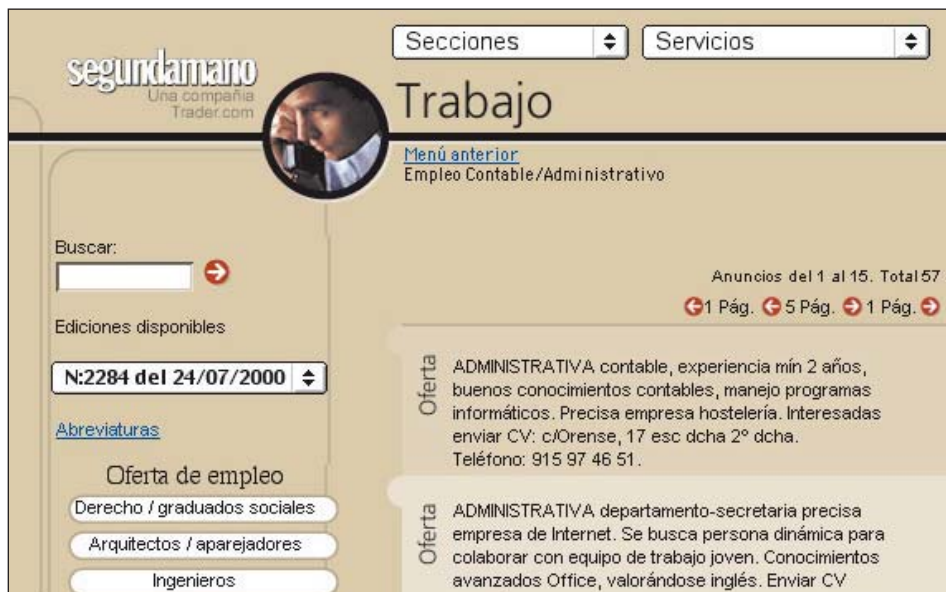 segundamano
Una compañia
Trader.com
Secciones
Servicios
Trabajo
Menú anterior
Empleo Contable/Administrativo
Buscar:
Ediciones disponibles
N:2284 del 24/07/2000
Abreviaturas
Oferta de empleo
Derecho / graduados sociales
Arquitectos / aparejadores
Ingenieros
Anuncios del 1 al 15. Total 57
1 Pág. 5 Pág. 1 Pág.
Oferta
ADMINISTRATIVA contable, experiencia mín 2 años,
buenos conocimientos contables, manejo programas
informáticos. Precisa empresa hostelería. Interesadas
enviar CV: c/Orense, 17 esc dcha 2º dcha.
Teléfono: 915 97 46 51.
Oferta
ADMINISTRATIVA departamento-secretaria precisa
empresa de Internet. Se busca persona dinámica para
colaborar con equipo de trabajo joven. Conocimientos
avanzados Office, valorándose inglés. Enviar CV